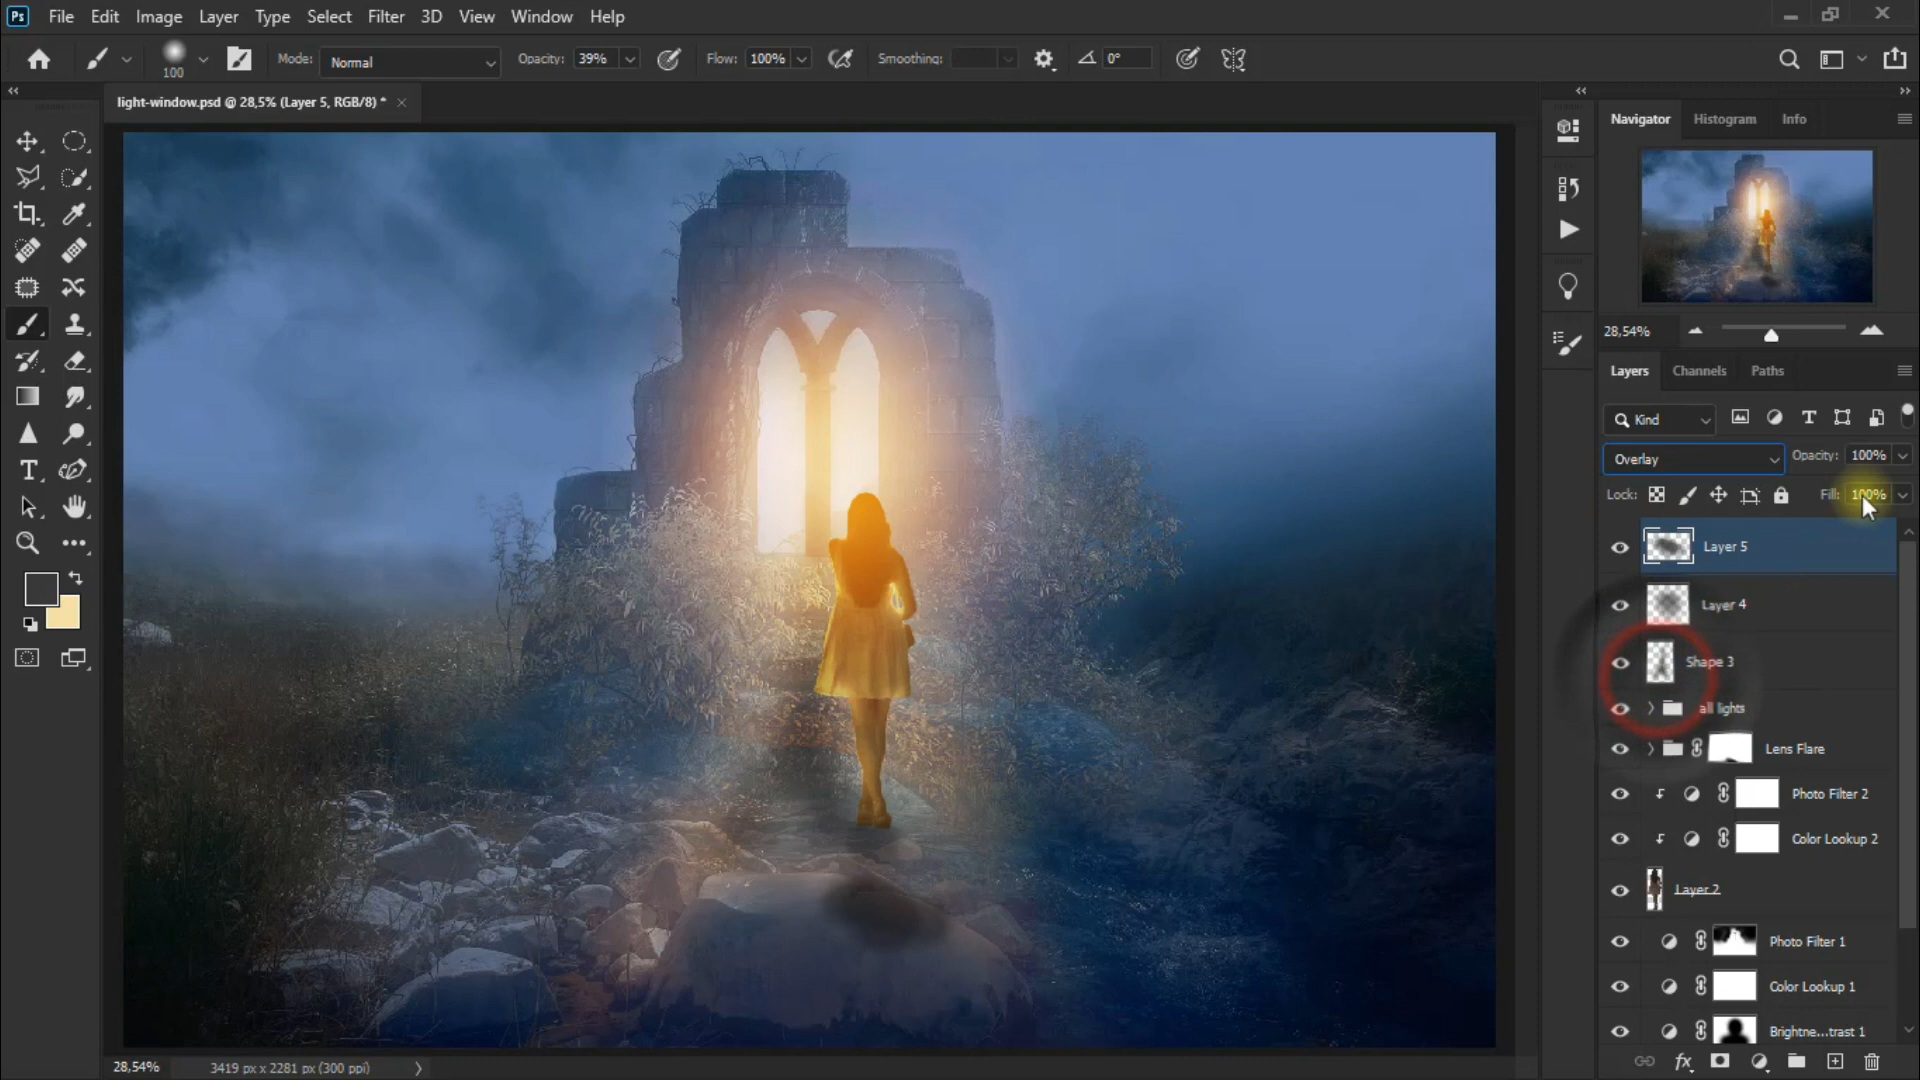 Ps File Edit Image Layer Type Select Filter 3D View Window Help
100 Mode: Normal Opacity: 39% Flow: 100% Smoothing: 0°
light-window.psd @ 28,5% (Layer 5, RGB/8) *
Navigator Histogram Info
28,54%
Layers Channels Paths
Kind
Overlay Opacity: 100%
Lock: Fill: 100%
Layer 5
Layer 4
Shape 3
all lights
Lens Flare
Photo Filter 2
Color Lookup 2
Layer 2
Photo Filter 1
Color Lookup 1
Brightne...trast 1
fx
28,54% 3419 px x 2281 px (300 ppi)